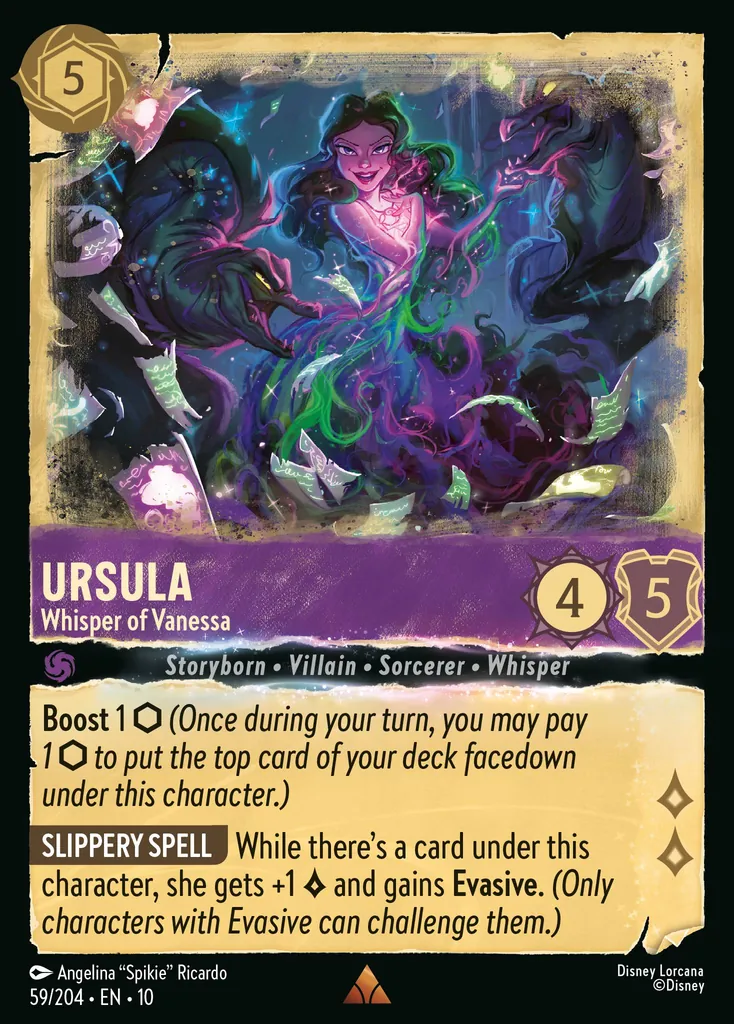 5
URSULA
Whisper of Vanessa
4
5
Storyborn • Villain • Sorcerer • Whisper
Boost 1 ⬡ (Once during your turn, you may pay
1 ⬡ to put the top card of your deck facedown
under this character.)
SLIPPERY SPELL While there's a card under this
character, she gets +1 and gains Evasive. (Only
characters with Evasive can challenge them.)
Angelina “Spikie” Ricardo
59/204 • EN • 10
Disney Lorcana
©Disney